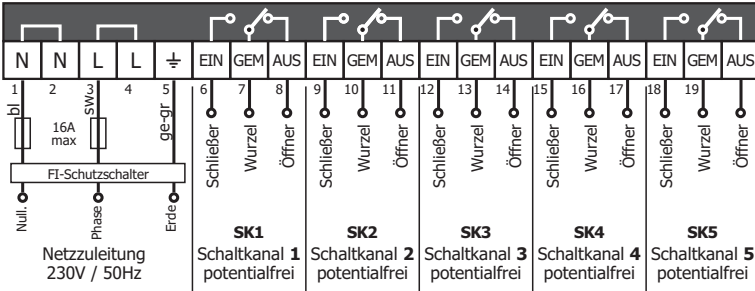 N N L L EIN GEM AUS EIN GEM AUS EIN GEM AUS EIN GEM AUS EIN GEM AUS
1 2 3 4 5 6 7 8 9 10 11 12 13 14 15 16 17 18 19
bl sw ge-gr
16A
max
Schließer Wurzel Öffner Schließer Wurzel Öffner Schließer Wurzel Öffner Schließer Wurzel Öffner Schließer Wurzel Öffner
FI-Schutzschalter
Null. Phase Erde
Netzzuleitung
230V / 50Hz
SK1
Schaltkanal 1
potentialfrei
SK2
Schaltkanal 2
potentialfrei
SK3
Schaltkanal 3
potentialfrei
SK4
Schaltkanal 4
potentialfrei
SK5
Schaltkanal 5
potentialfrei